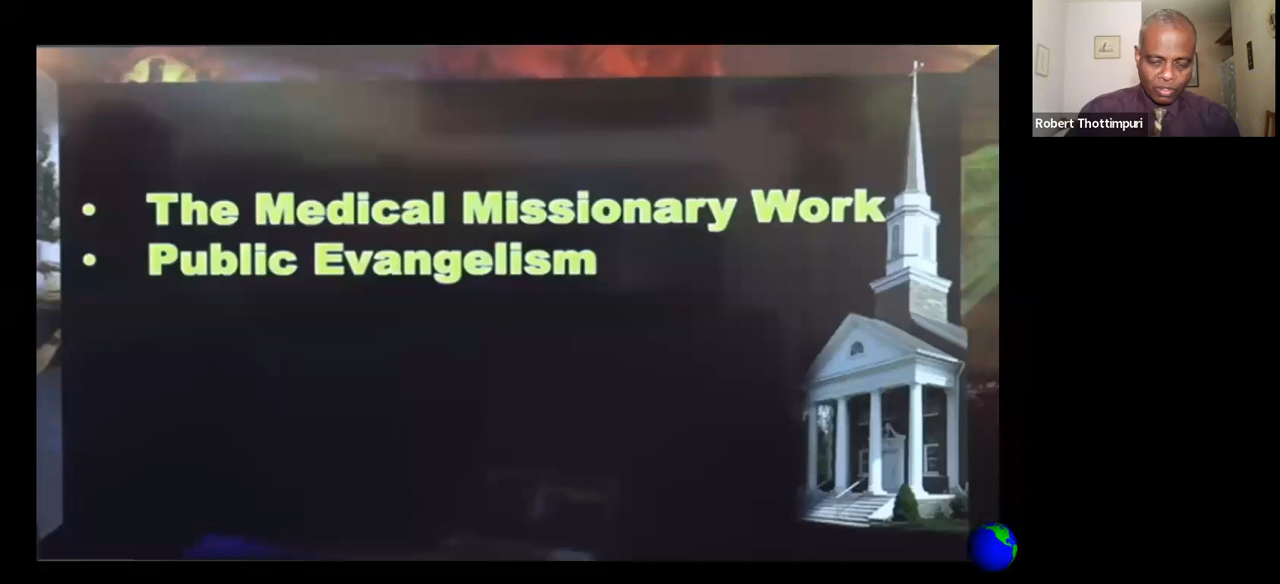 • The Medical Missionary Work
• Public Evangelism
Robert Thottimpuri